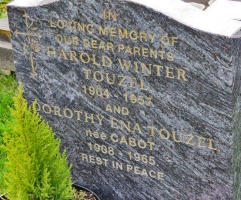 IN
LOVING MEMORY OF
OUR DEAR PARENTS
HAROLD WINTER
TOUZEL
1904 - 1957
AND
DOROTHY ENA TOUZEL
née CABOT
1908 - 1985
REST IN PEACE